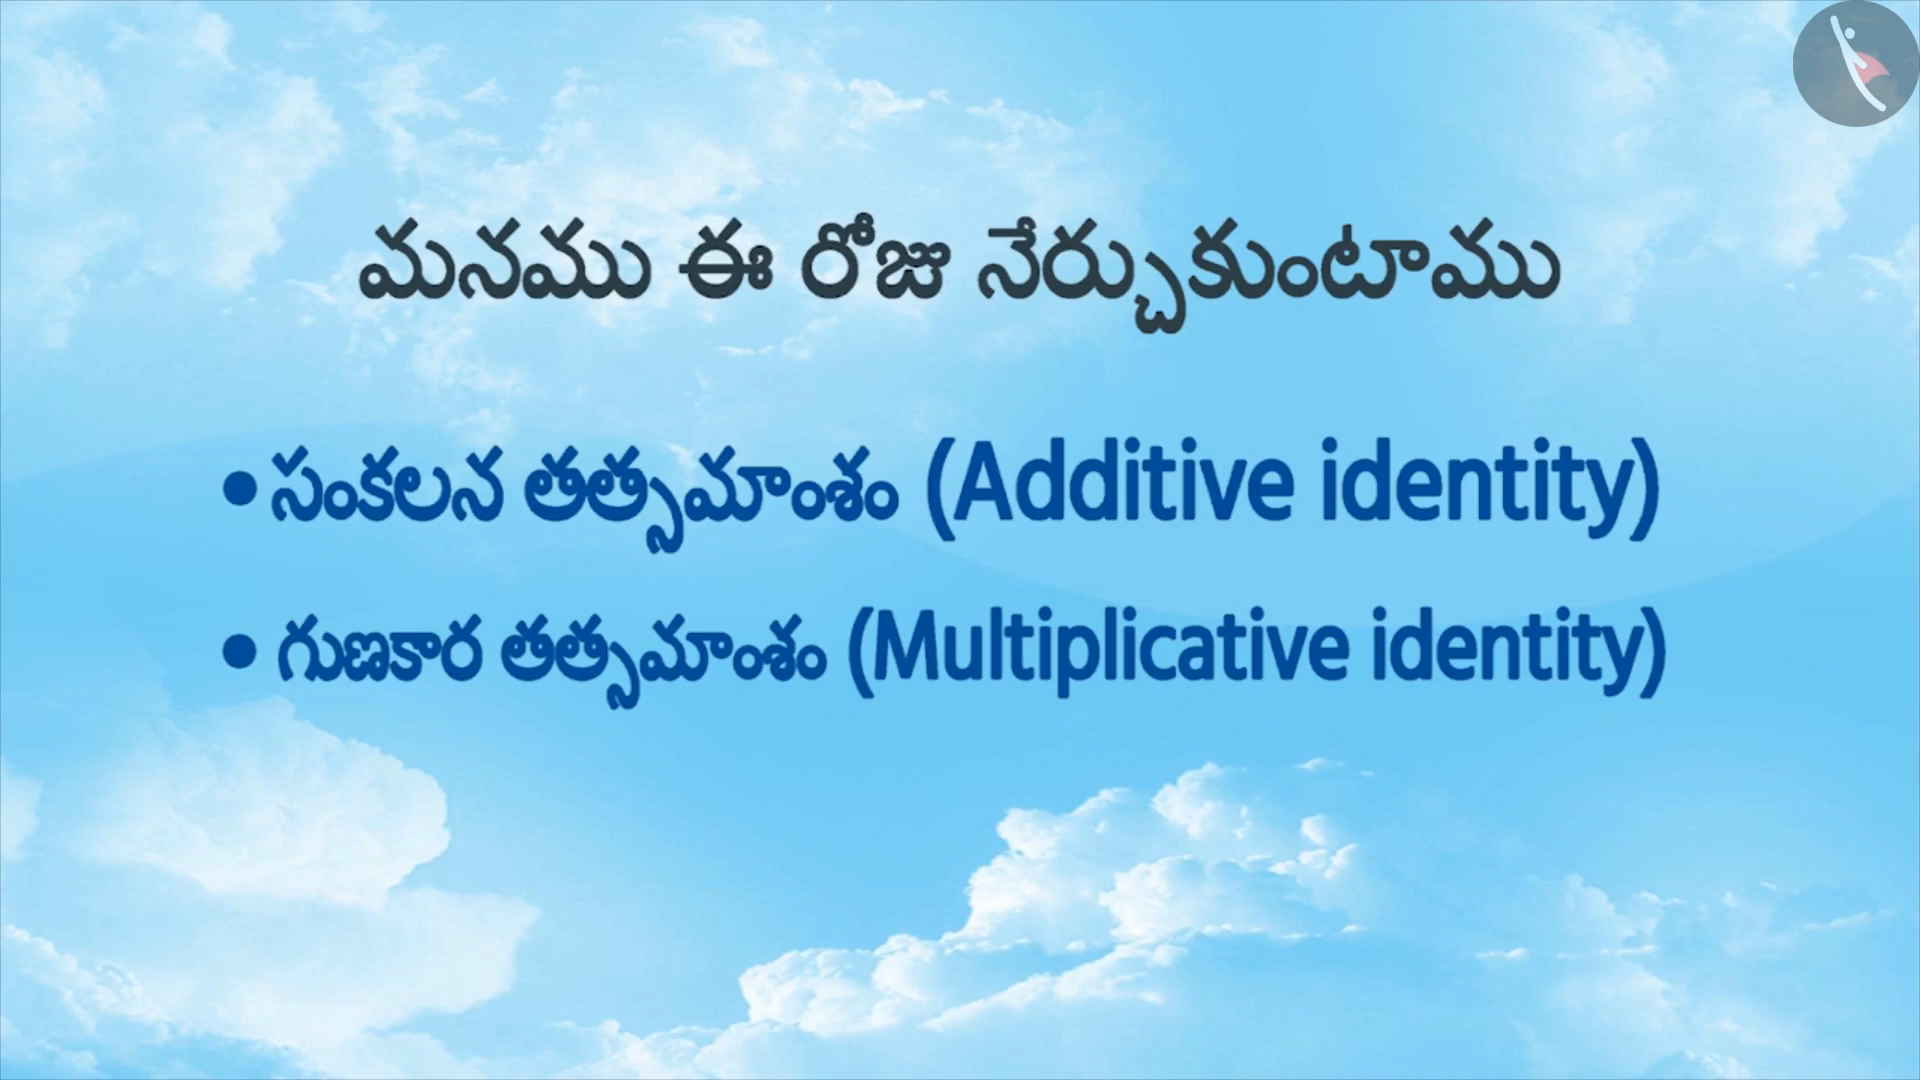 మనము ఈ రోజు నేర్చుకుంటాము
• సంకలన తత్సమాంశం (Additive identity)
• గుణకార తత్సమాంశం (Multiplicative identity)